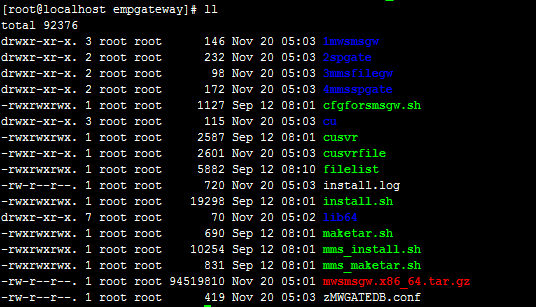 [root@localhost empgateway]# ll
total 92376
drwxr-xr-x. 3 root root 146 Nov 20 05:03 1mwsmsgw
drwxr-xr-x. 2 root root 232 Nov 20 05:03 2spgate
drwxr-xr-x. 2 root root 98 Nov 20 05:03 3mmsfilegw
drwxr-xr-x. 2 root root 172 Nov 20 05:03 4mmsspgate
-rwxrwxrwx. 1 root root 1127 Sep 12 08:01 cfgforsmsgw.sh
drwxr-xr-x. 3 root root 115 Nov 20 05:03 cu
-rwxrwxrwx. 1 root root 2587 Sep 12 08:01 cusvr
-rwxr-xr-x. 1 root root 2601 Nov 20 05:03 cusvrfile
-rwxrwxrwx. 1 root root 5882 Sep 12 08:10 filelist
-rw-r--r--. 1 root root 720 Nov 20 05:03 install.log
-rwxrwxrwx. 1 root root 19298 Sep 12 08:01 install.sh
drwxr-xr-x. 7 root root 70 Nov 20 05:02 lib64
-rwxrwxrwx. 1 root root 690 Sep 12 08:01 maketar.sh
-rwxrwxrwx. 1 root root 10254 Sep 12 08:01 mms_install.sh
-rwxrwxrwx. 1 root root 831 Sep 12 08:01 mms_maketar.sh
-rw-r--r--. 1 root root 94519810 Nov 20 05:01 mwsmsgw.x86_64.tar.gz
-rw-r--r--. 1 root root 419 Nov 20 05:03 zMWGATEDB.conf